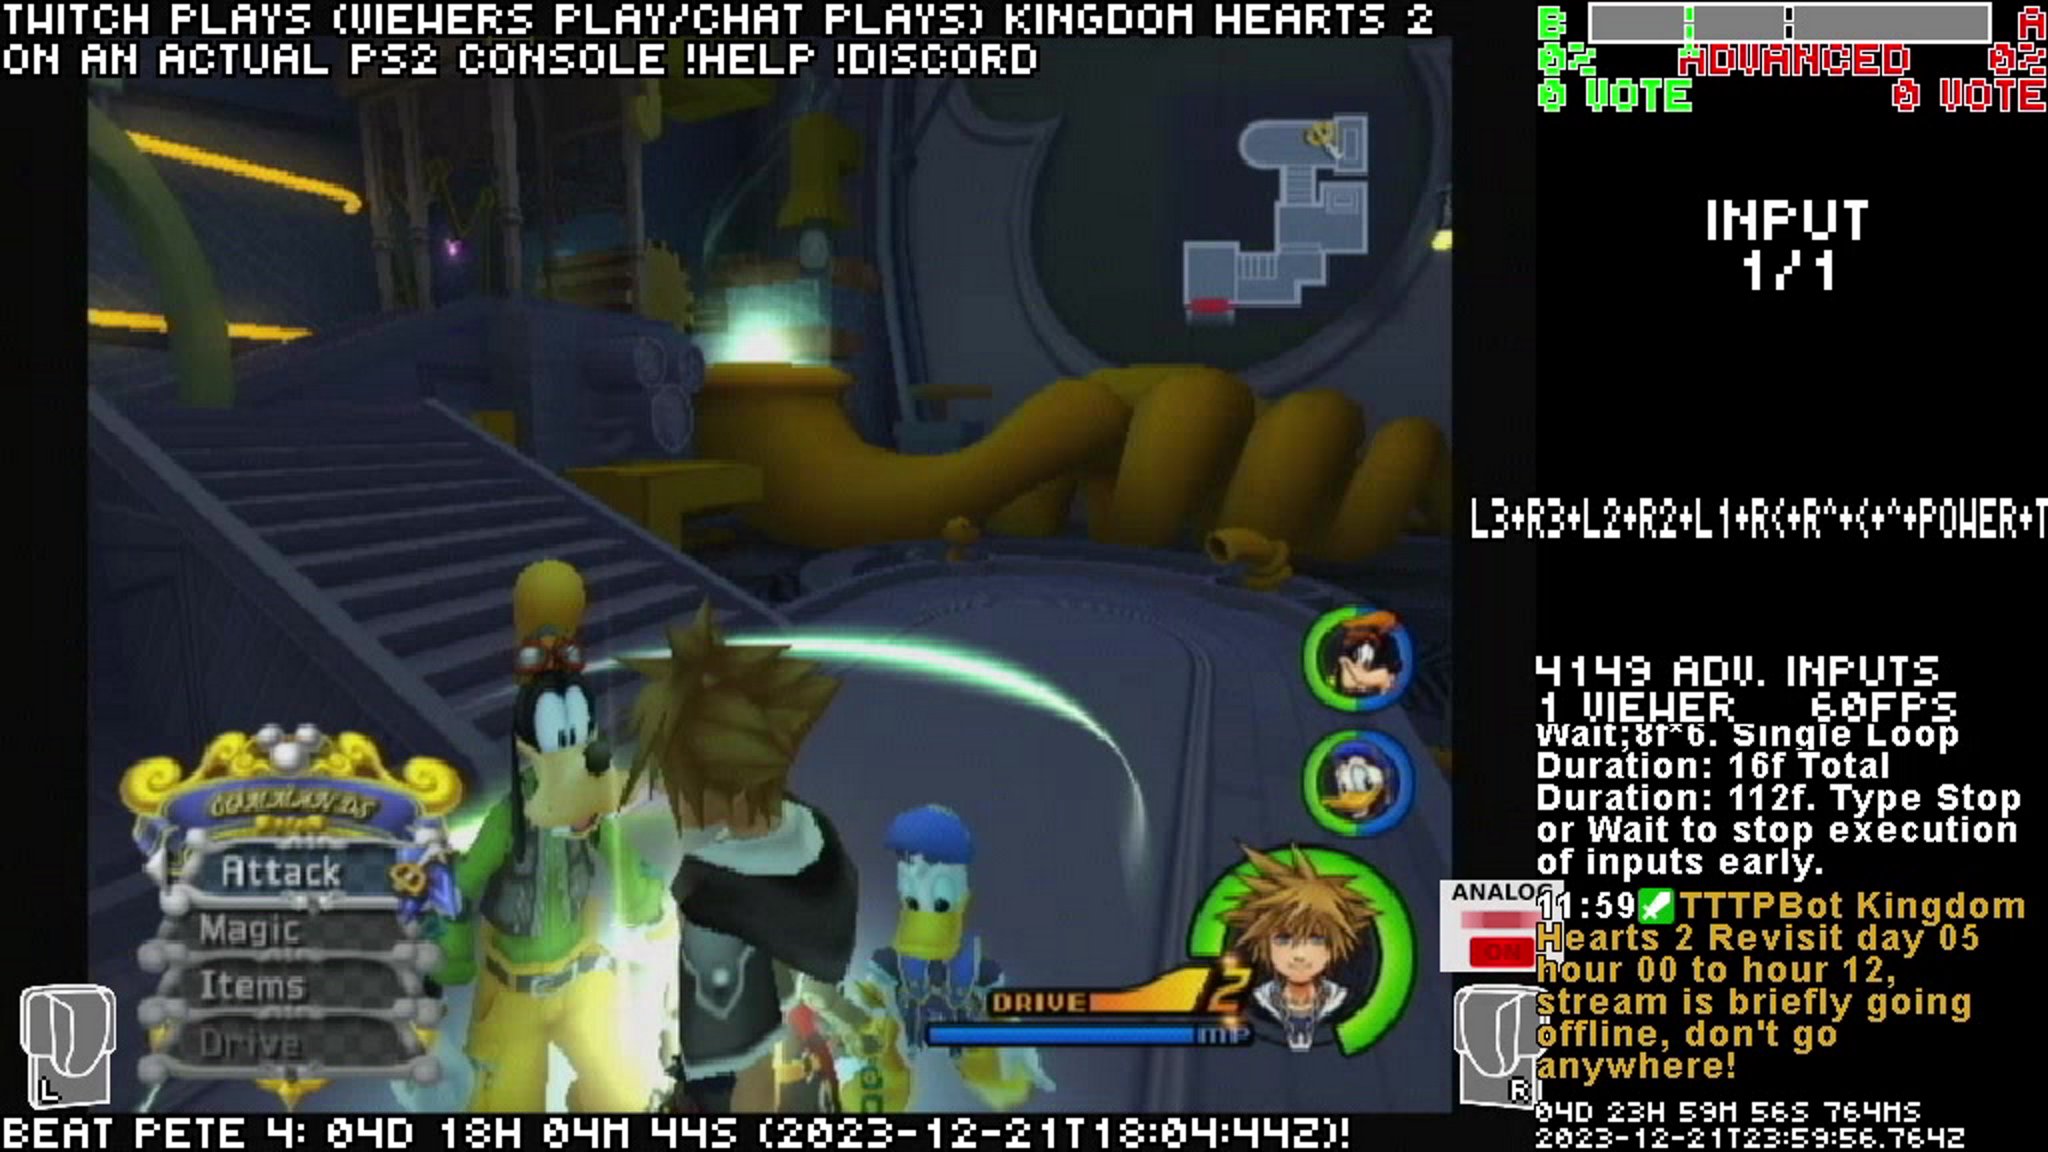 TWITCH PLAYS (VIEWERS PLAY/CHAT PLAYS) KINGDOM HEARTS 2
ON AN ACTUAL PS2 CONSOLE !HELP !DISCORD
B
A
0%
ADVANCED
0%
0 VOTE
0 VOTE
INPUT
1/1
L3+R3+L2+R2+L1+R<+R^+<+^+POWER+T
4149 ADV. INPUTS
1 VIEWER 60FPS
Wait;8f*6. Single Loop
Duration: 16f Total
Duration: 112f. Type Stop
or Wait to stop execution
of inputs early.
11:59 TTTPBot Kingdom
Hearts 2 Revisit day 05
hour 00 to hour 12,
stream is briefly going
offline, don't go
anywhere!
04D 23H 59M 56S 764MS
2023-12-21T23:59:56.764Z
COMMANDS
Attack
Magic
Items
Drive
DRIVE
2
MP
ANALOG
ON
L
R
BEAT PETE 4: 04D 18H 04M 44S (2023-12-21T18:04:44Z)!